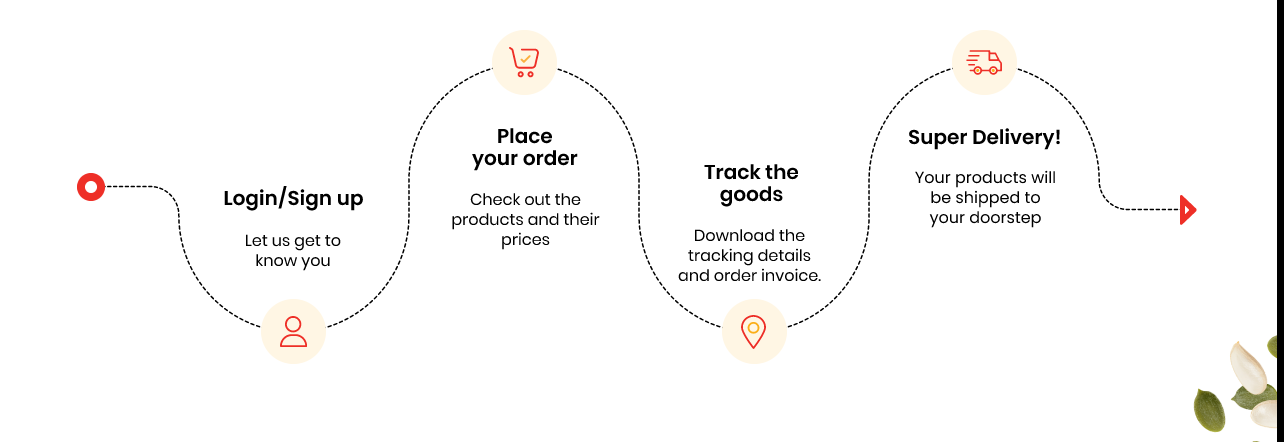 Login/Sign up
Let us get to
know you
Place
your order
Check out the
products and their
prices
Track the
goods
Download the
tracking details
and order invoice.
Super Delivery!
Your products will
be shipped to
your doorstep